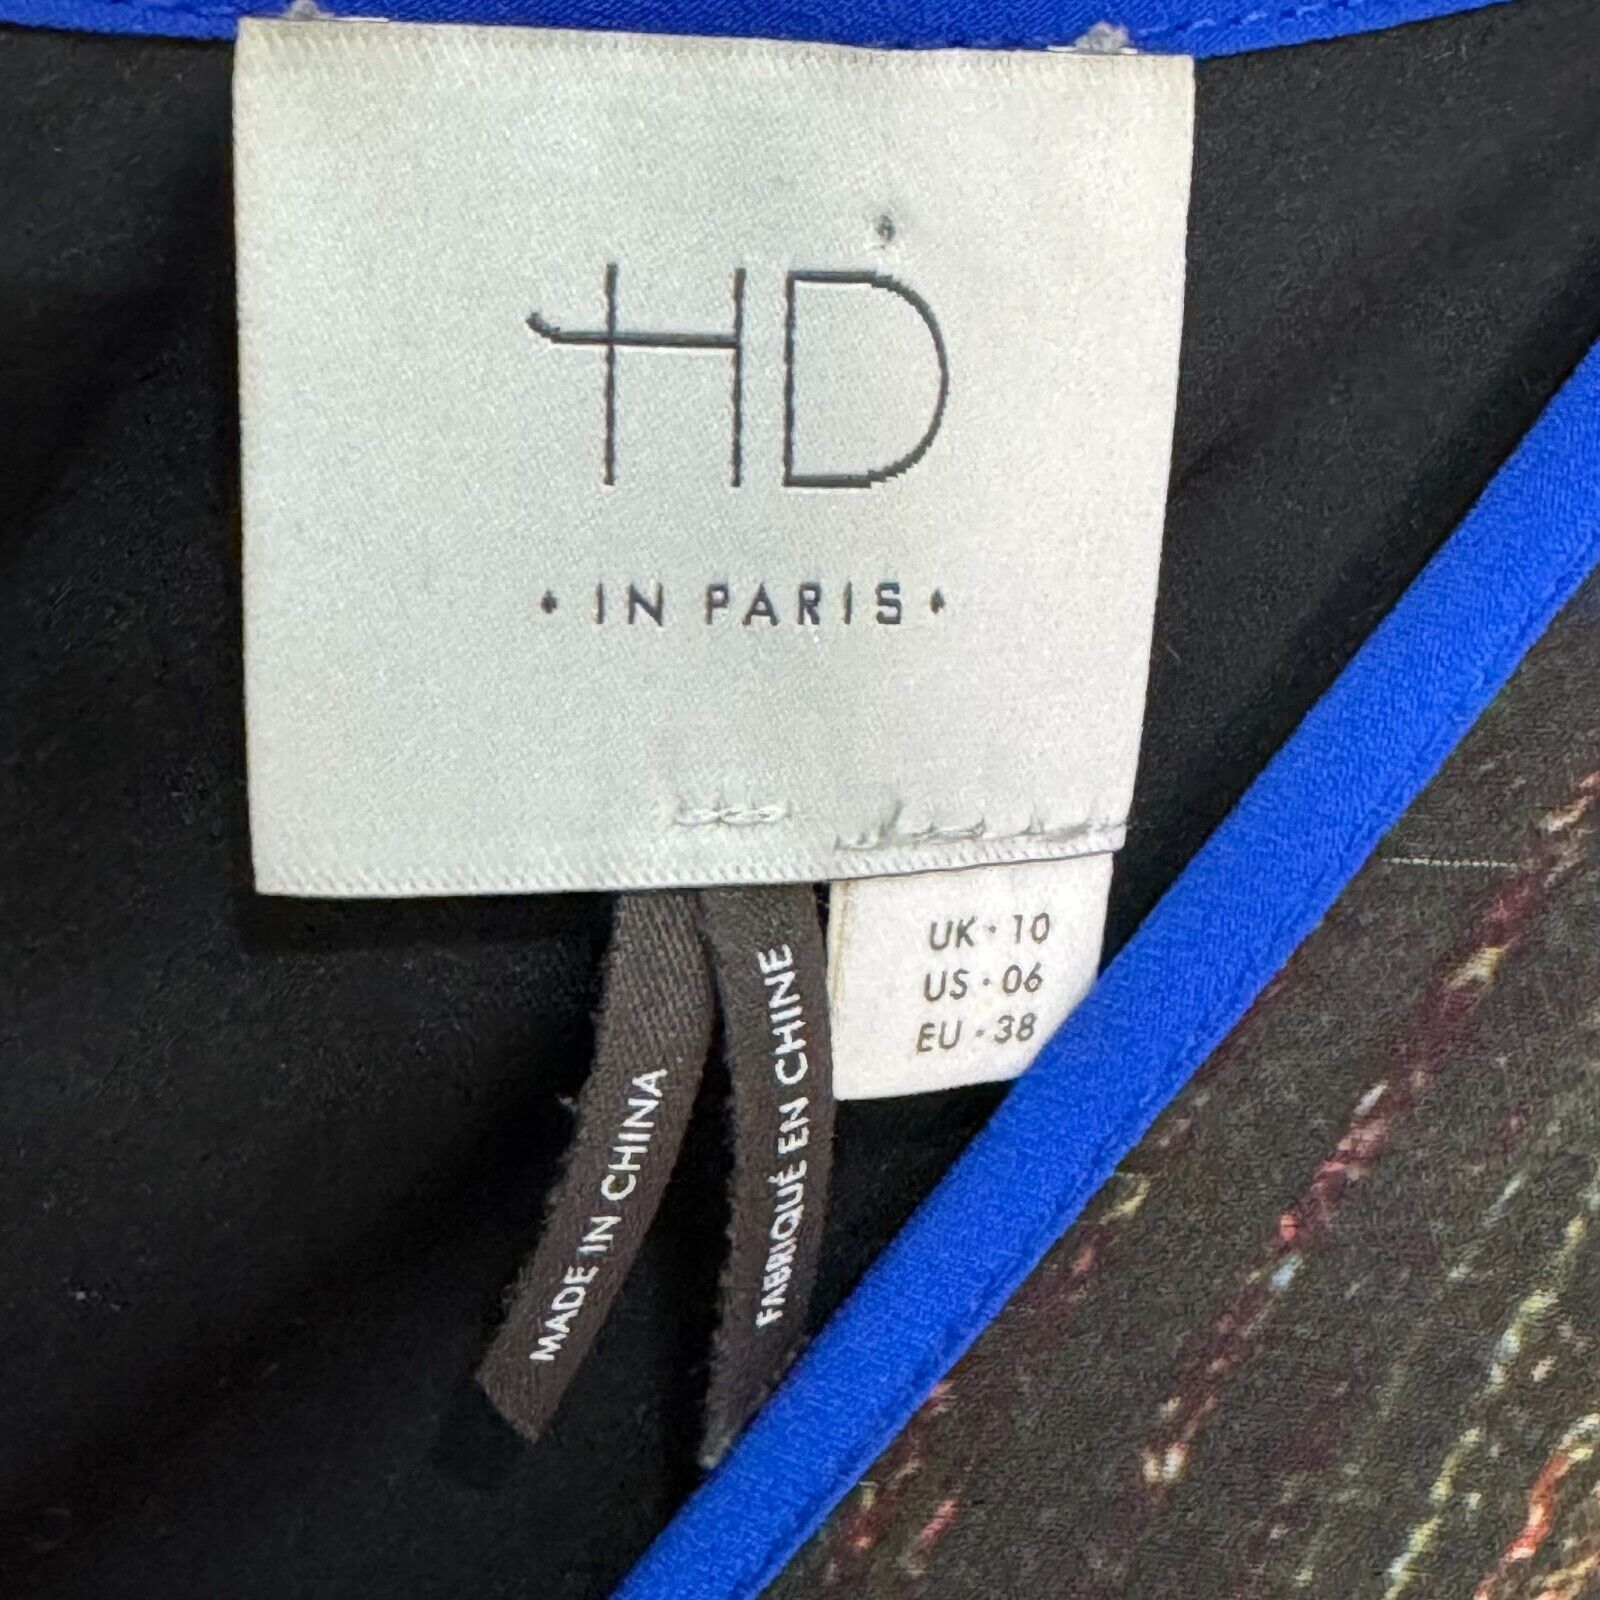 HD
• IN PARIS •
UK • 10
US • 06
EU • 38
MADE IN CHINA
FABRIQUÉ EN CHINE